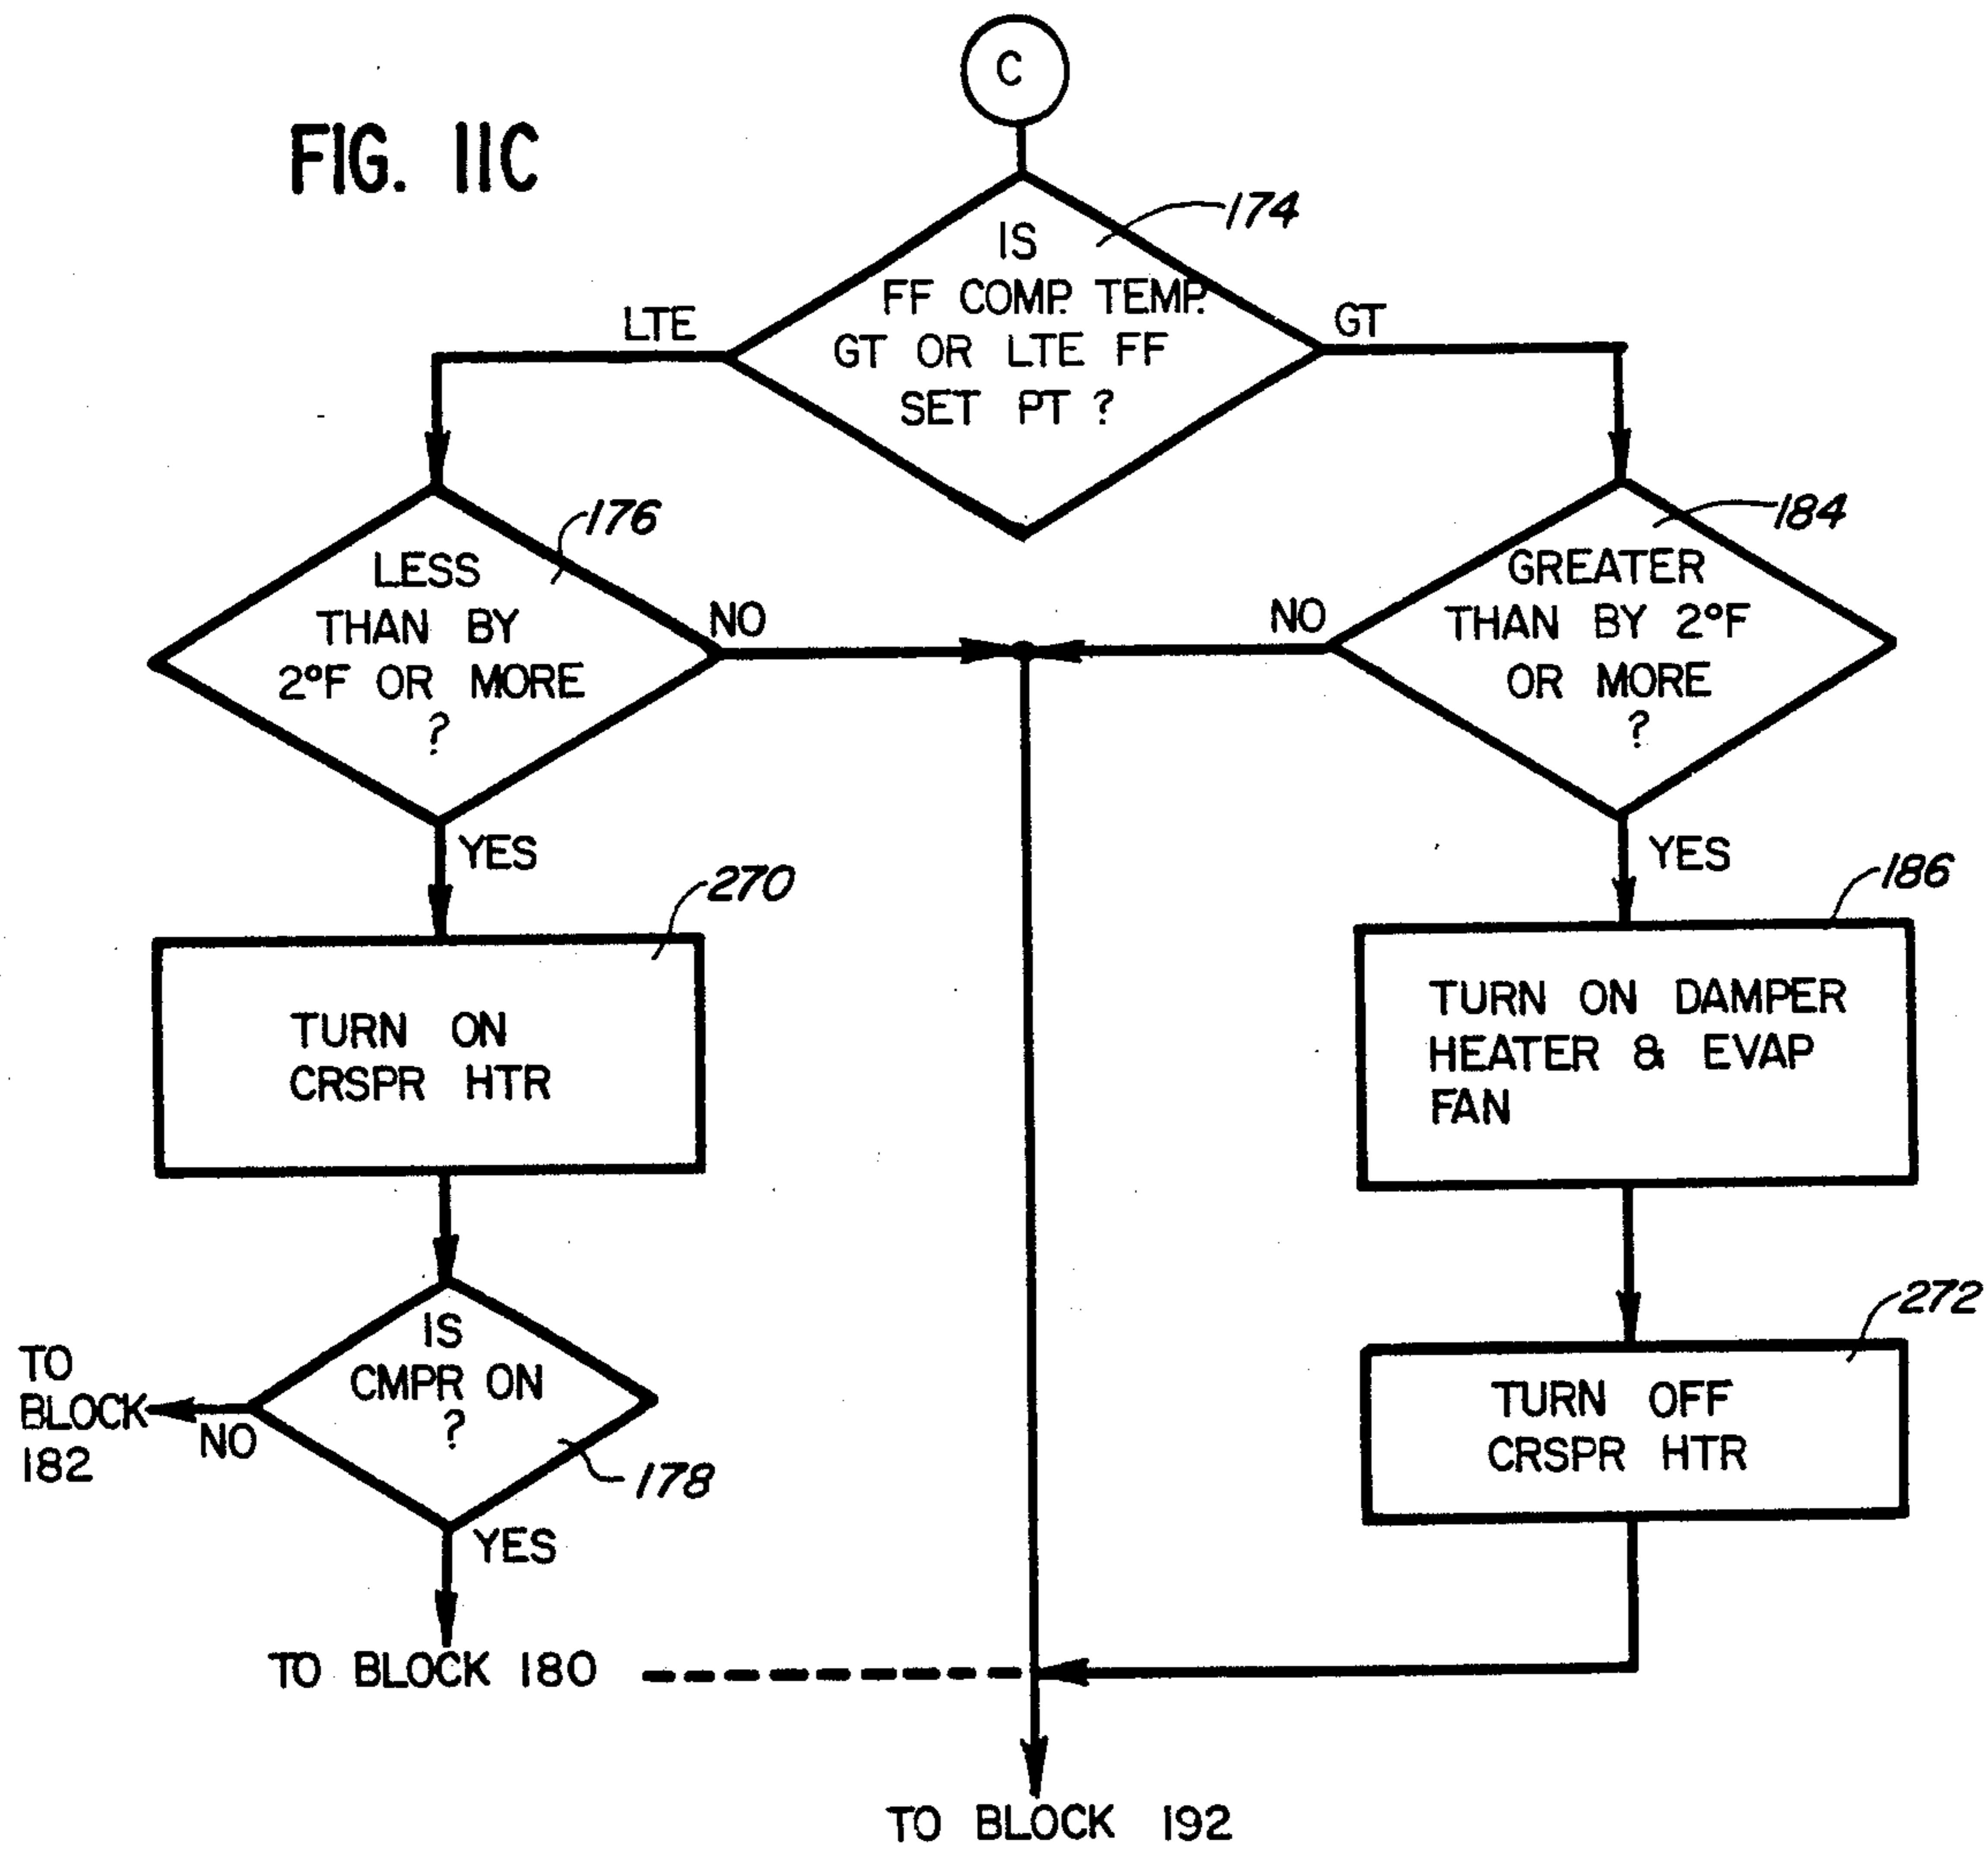 C
FIG. 11C
174
IS
FF COMP. TEMP.
GT OR LTE FF
SET PT ?
LTE
GT
176
LESS
THAN BY
2°F OR MORE
?
NO
YES
184
GREATER
THAN BY 2°F
OR MORE
?
NO
YES
270
TURN ON
CRSPR HTR
186
TURN ON DAMPER
HEATER & EVAP
FAN
IS
CMPR ON
?
178
TO
BLOCK
182
NO
YES
272
TURN OFF
CRSPR HTR
TO BLOCK 180
TO BLOCK 192